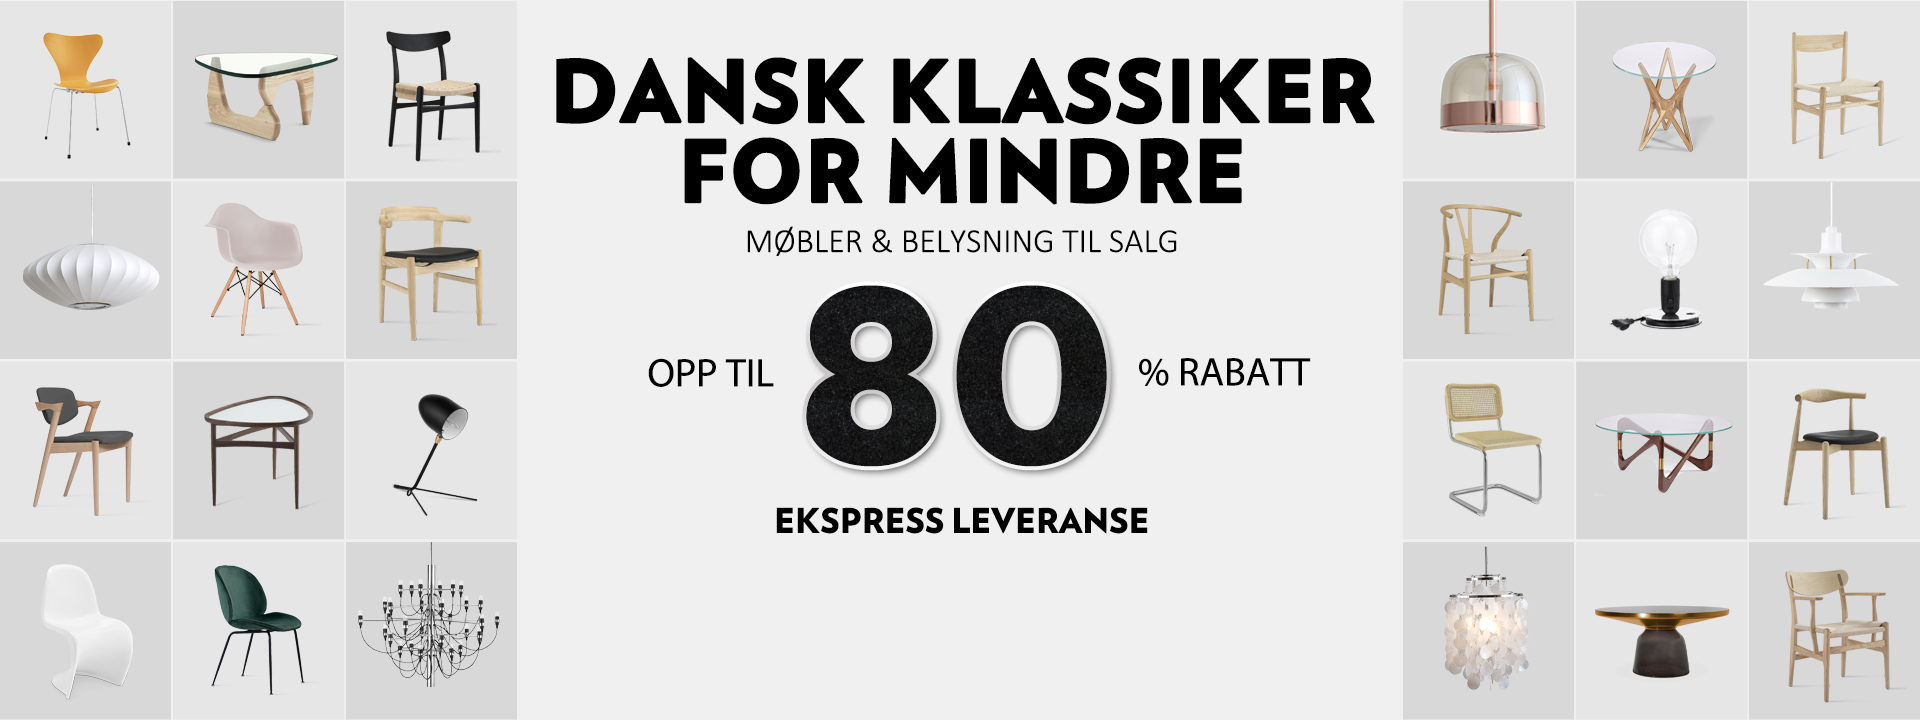 DANSK KLASSIKER
FOR MINDRE
MØBLER & BELYSNING TIL SALG
OPP TIL 80 % RABATT
EKSPRESS LEVERANSE